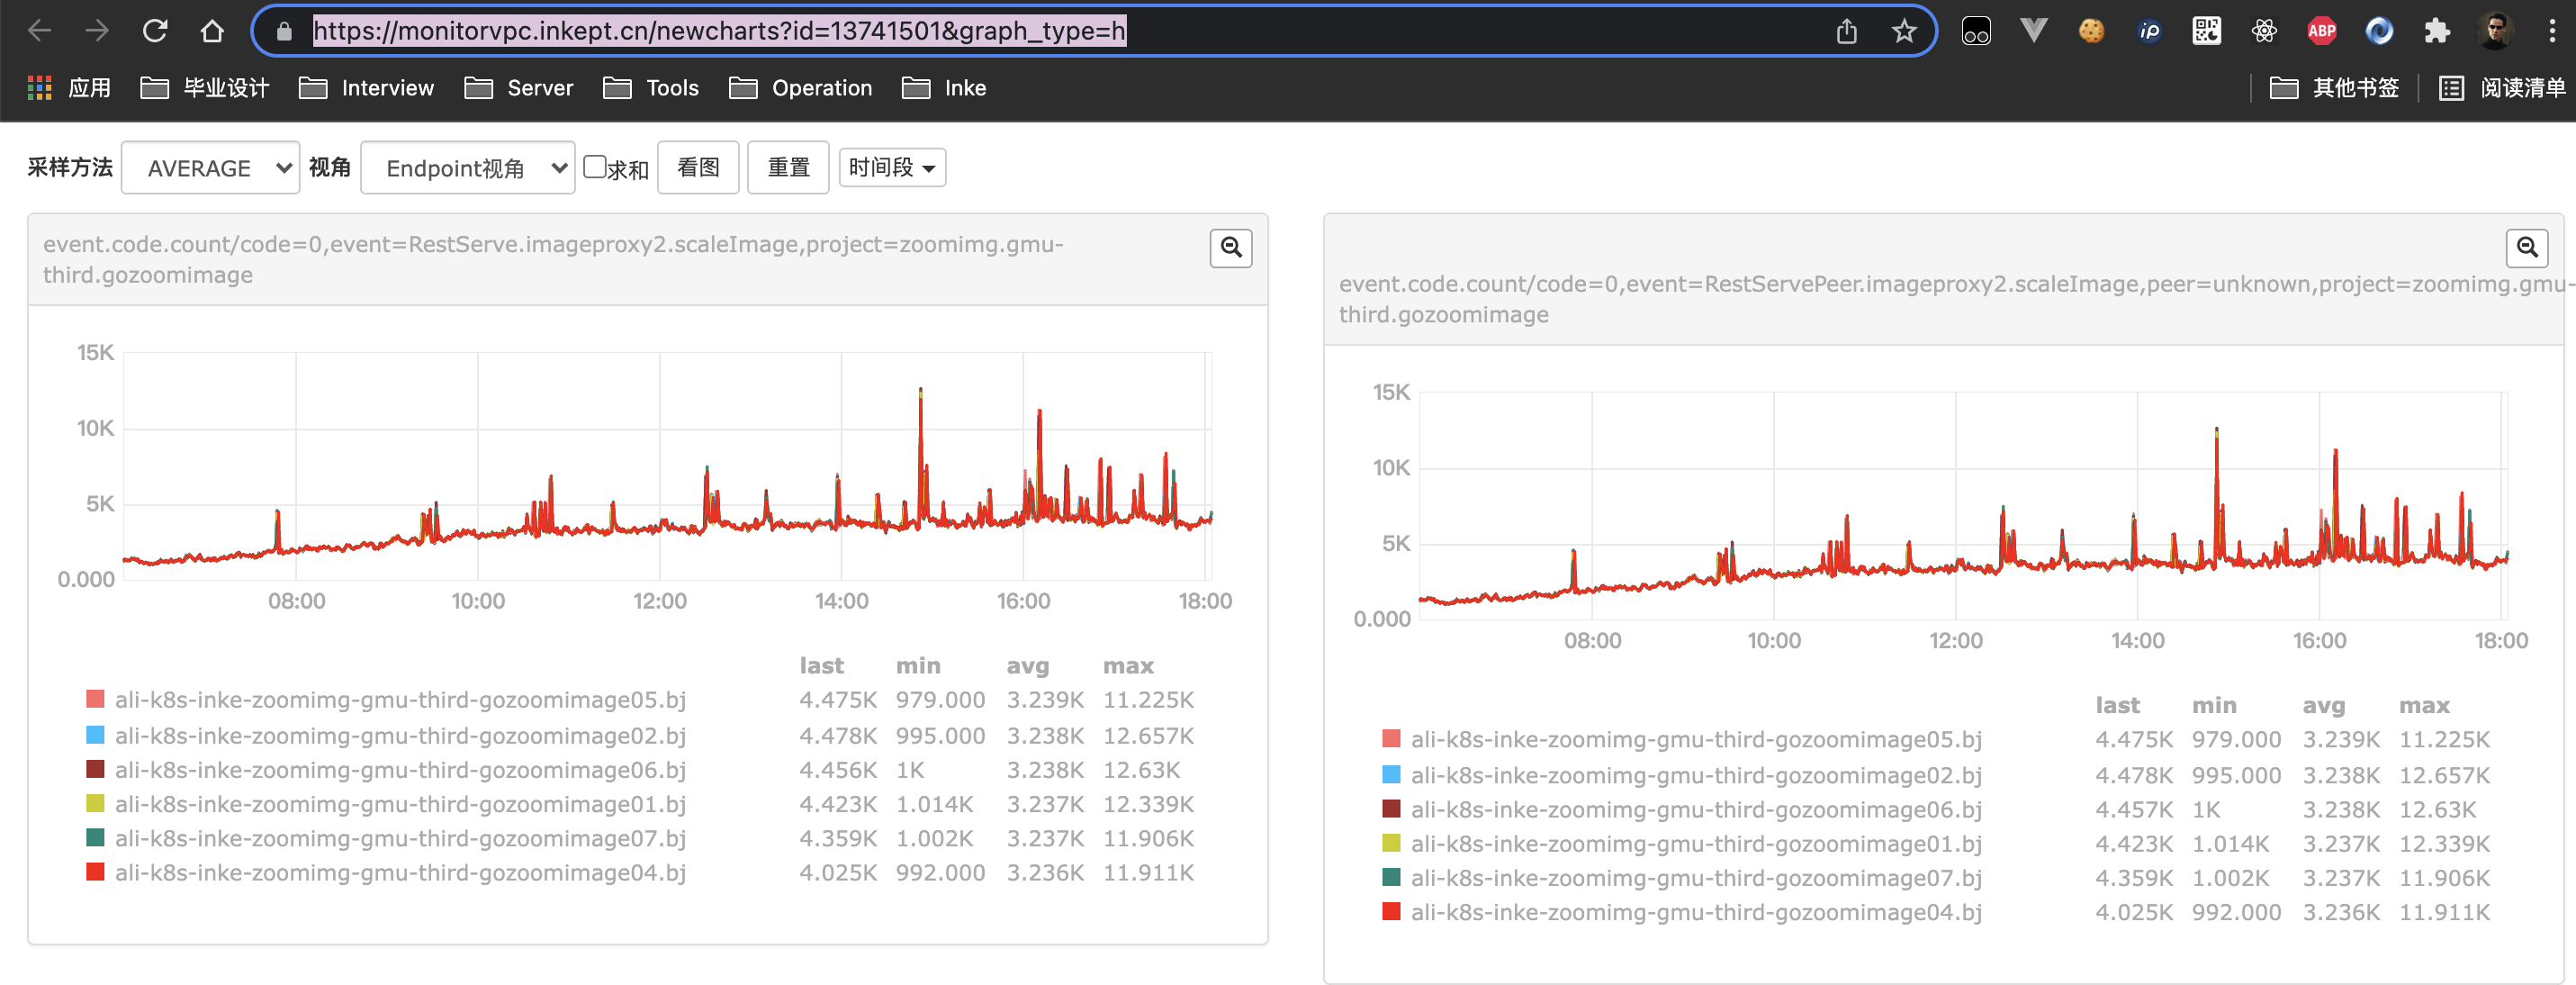 https://monitorvpc.inkept.cn/newcharts?id=13741501&graph_type=h
iP
ABP
应用 毕业设计 Interview Server Tools Operation Inke 其他书签 阅读清单
采样方法 AVERAGE 视角 Endpoint视角 求和 看图 重置 时间段
event.code.count/code=0,event=RestServe.imageproxy2.scaleImage,project=zoomimg.gmu-
third.gozoomimage
15K
10K
5K
0.000
08:00 10:00 12:00 14:00 16:00 18:00
last min avg max
ali-k8s-inke-zoomimg-gmu-third-gozoomimage05.bj 4.475K 979.000 3.239K 11.225K
ali-k8s-inke-zoomimg-gmu-third-gozoomimage02.bj 4.478K 995.000 3.238K 12.657K
ali-k8s-inke-zoomimg-gmu-third-gozoomimage06.bj 4.456K 1K 3.238K 12.63K
ali-k8s-inke-zoomimg-gmu-third-gozoomimage01.bj 4.423K 1.014K 3.237K 12.339K
ali-k8s-inke-zoomimg-gmu-third-gozoomimage07.bj 4.359K 1.002K 3.237K 11.906K
ali-k8s-inke-zoomimg-gmu-third-gozoomimage04.bj 4.025K 992.000 3.236K 11.911K
event.code.count/code=0,event=RestServePeer.imageproxy2.scaleImage,peer=unknown,project=zoomimg.gmu-
third.gozoomimage
15K
10K
5K
0.000
08:00 10:00 12:00 14:00 16:00 18:00
last min avg max
ali-k8s-inke-zoomimg-gmu-third-gozoomimage05.bj 4.475K 979.000 3.239K 11.225K
ali-k8s-inke-zoomimg-gmu-third-gozoomimage02.bj 4.478K 995.000 3.238K 12.657K
ali-k8s-inke-zoomimg-gmu-third-gozoomimage06.bj 4.457K 1K 3.238K 12.63K
ali-k8s-inke-zoomimg-gmu-third-gozoomimage01.bj 4.423K 1.014K 3.237K 12.339K
ali-k8s-inke-zoomimg-gmu-third-gozoomimage07.bj 4.359K 1.002K 3.237K 11.906K
ali-k8s-inke-zoomimg-gmu-third-gozoomimage04.bj 4.025K 992.000 3.236K 11.911K